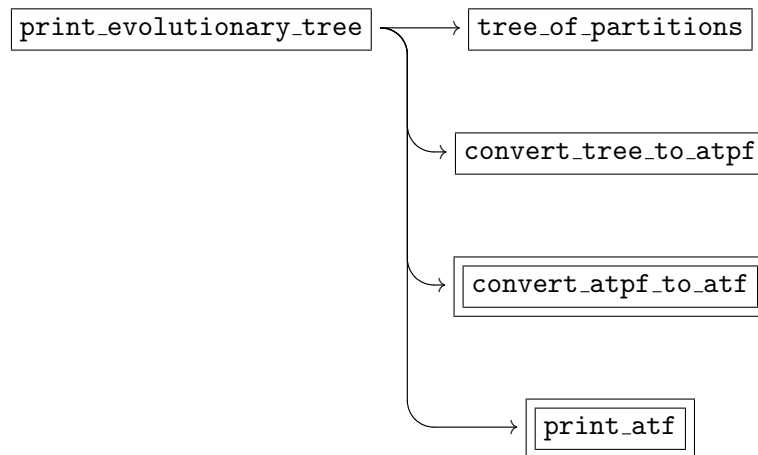 print_evolutionary_tree
tree_of_partitions
convert_tree_to_atpf
convert_atpf_to_atf
print_atf